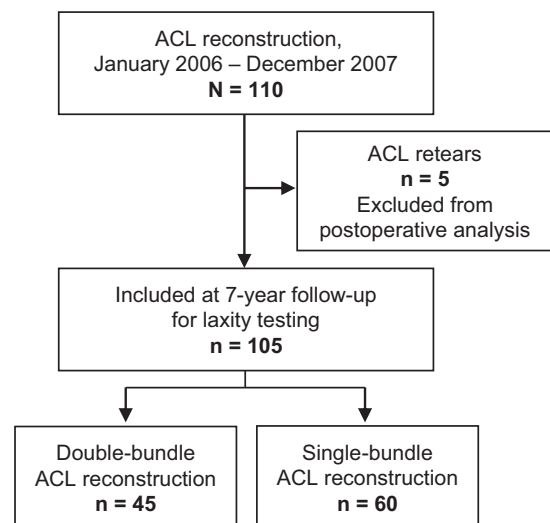 ACL reconstruction,
January 2006 – December 2007
N = 110
ACL retears
n = 5
Excluded from
postoperative analysis
Included at 7-year follow-up
for laxity testing
n = 105
Double-bundle
ACL reconstruction
n = 45
Single-bundle
ACL reconstruction
n = 60